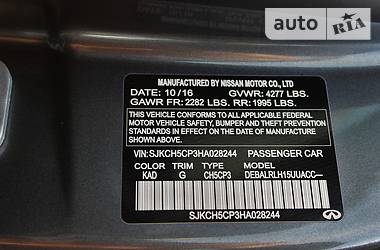 auto RIA
MANUFACTURED BY NISSAN MOTOR CO., LTD
DATE: 10/16 GVWR: 4277 LBS.
GAWR FR: 2282 LBS. RR: 1995 LBS.
THIS VEHICLE CONFORMS TO ALL APPLICABLE FEDERAL
MOTOR VEHICLE SAFETY, BUMPER AND THEFT
PREVENTION STANDARDS IN EFFECT ON THE DATE
OF MANUFACTURE SHOWN ABOVE.
VIN: SJKCH5CP3HA028244 PASSENGER CAR
COLOR TRIM TYPE MODEL
KAD G CH5CP3 DEBALRLH15UUACC—
INFINITI